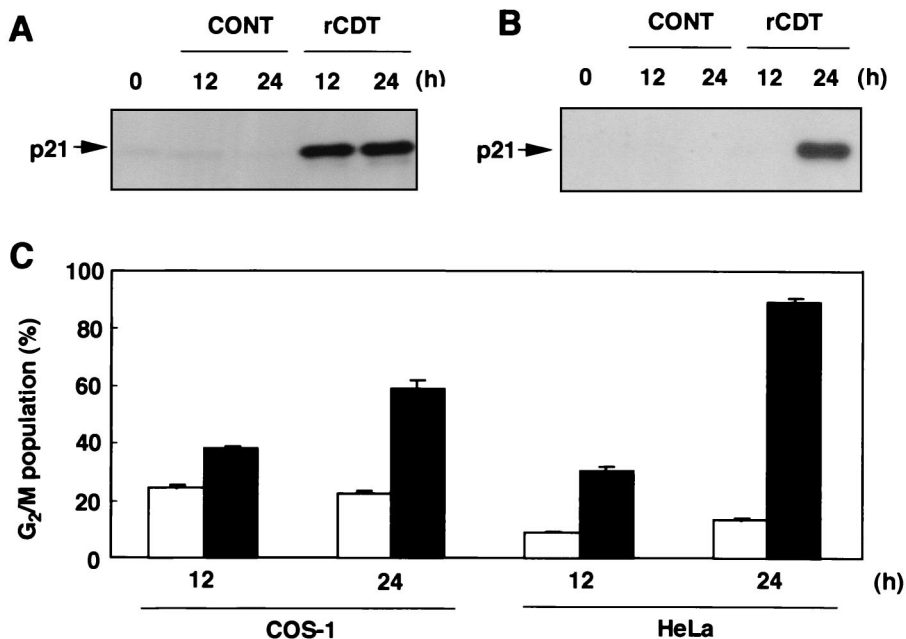 A
CONT rCDT
0 12 24 12 24 (h)
p21
B
CONT rCDT
0 12 24 12 24 (h)
p21
C
G2/M population (%)
100
80
60
40
20
0
12 24 12 24 (h)
COS-1 HeLa